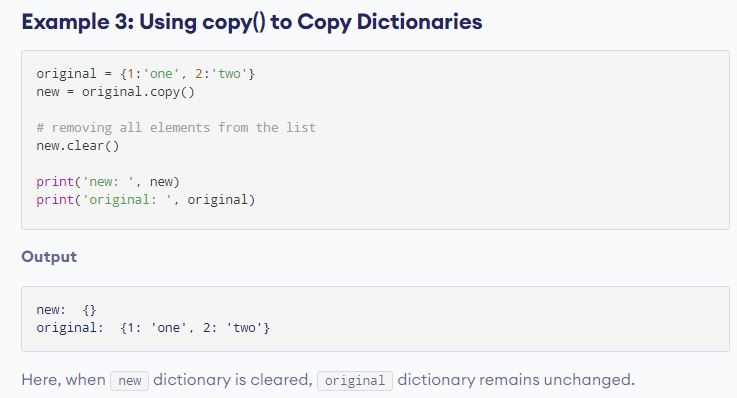 Example 3: Using copy() to Copy Dictionaries
original = {1:'one', 2:'two'}
new = original.copy()
# removing all elements from the list
new.clear()
print('new: ', new)
print('original: ', original)
Output
new:  {}
original:  {1: 'one', 2: 'two'}
Here, when new dictionary is cleared, original dictionary remains unchanged.